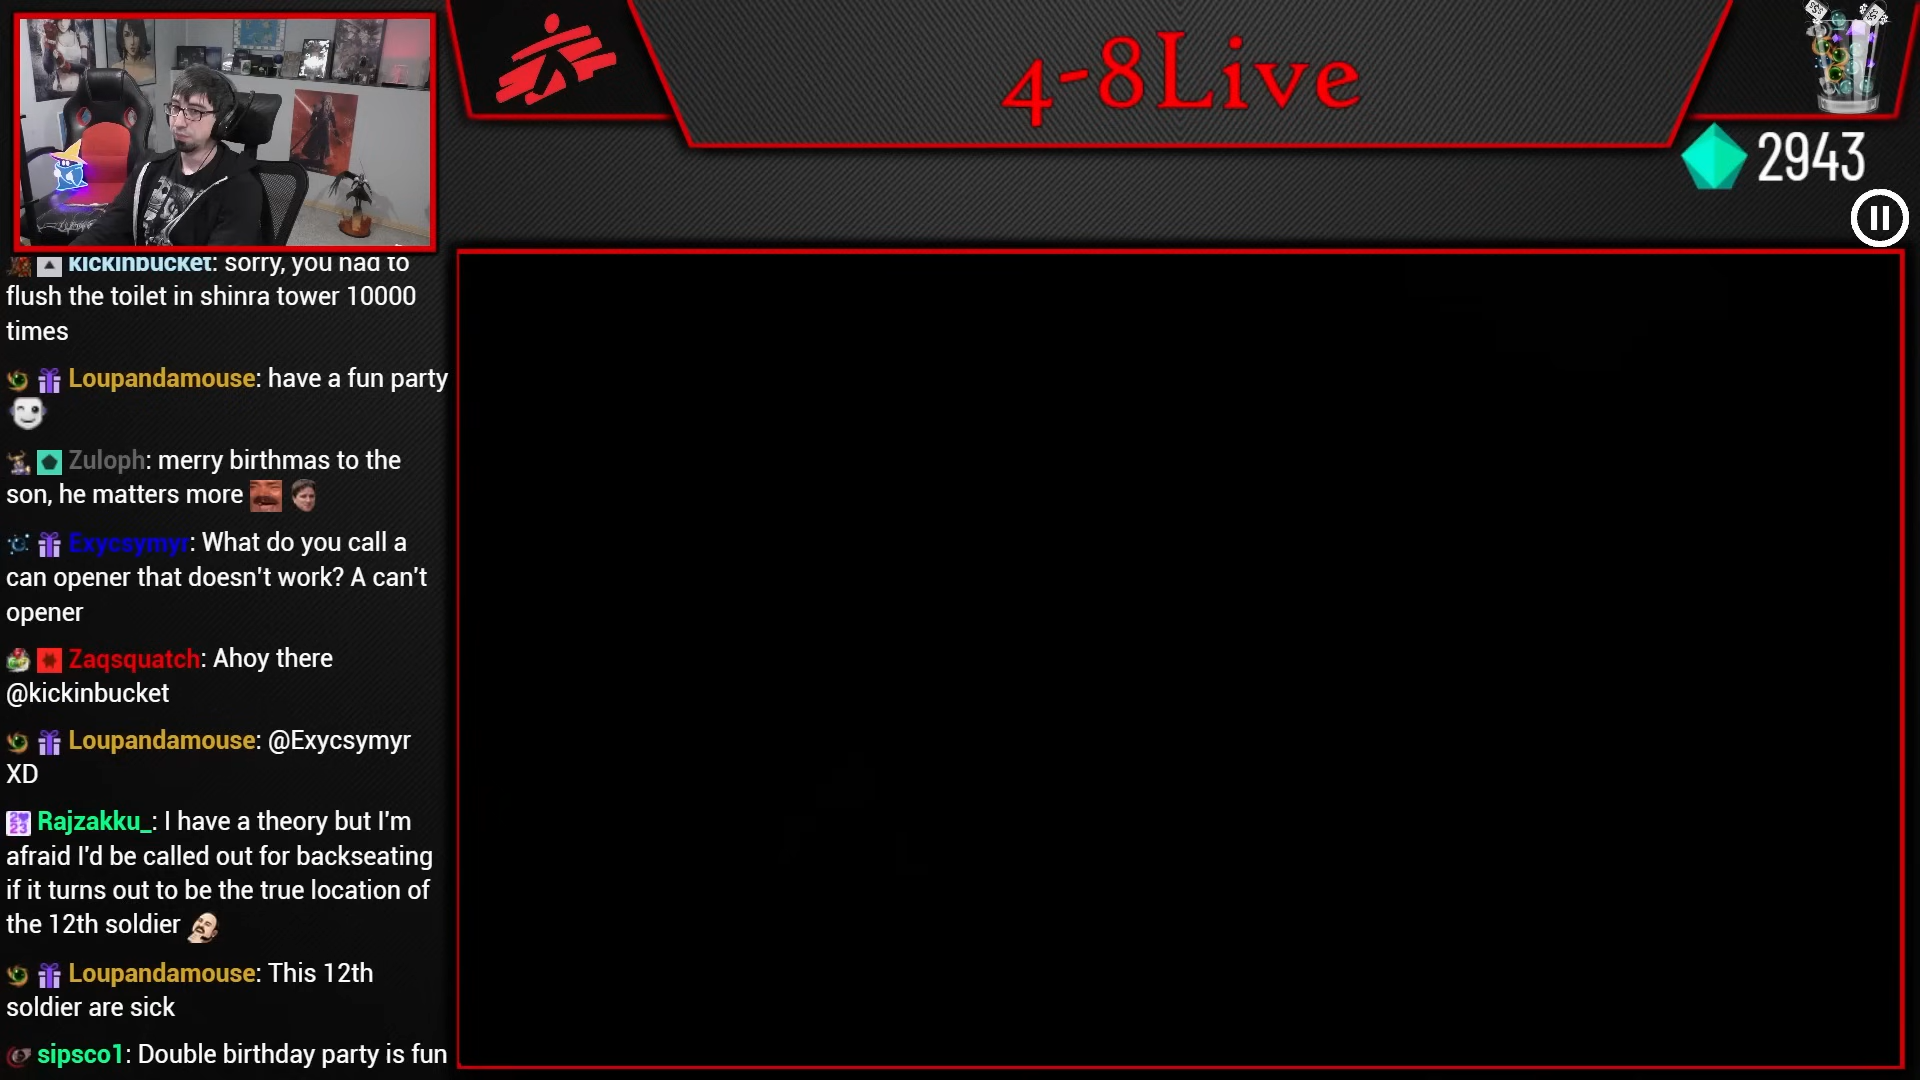 4-8Live
2943
kickinbucket: sorry, you had to
flush the toilet in shinra tower 10000
times
Loupandamouse: have a fun party
Zuloph: merry birthmas to the
son, he matters more
Exycsymyr: What do you call a
can opener that doesn't work? A can't
opener
Zaqsquatch: Ahoy there
@kickinbucket
Loupandamouse: @Exycsymyr
XD
Rajzakku_: I have a theory but I'm
afraid I'd be called out for backseating
if it turns out to be the true location of
the 12th soldier
Loupandamouse: This 12th
soldier are sick
sipsco1: Double birthday party is fun